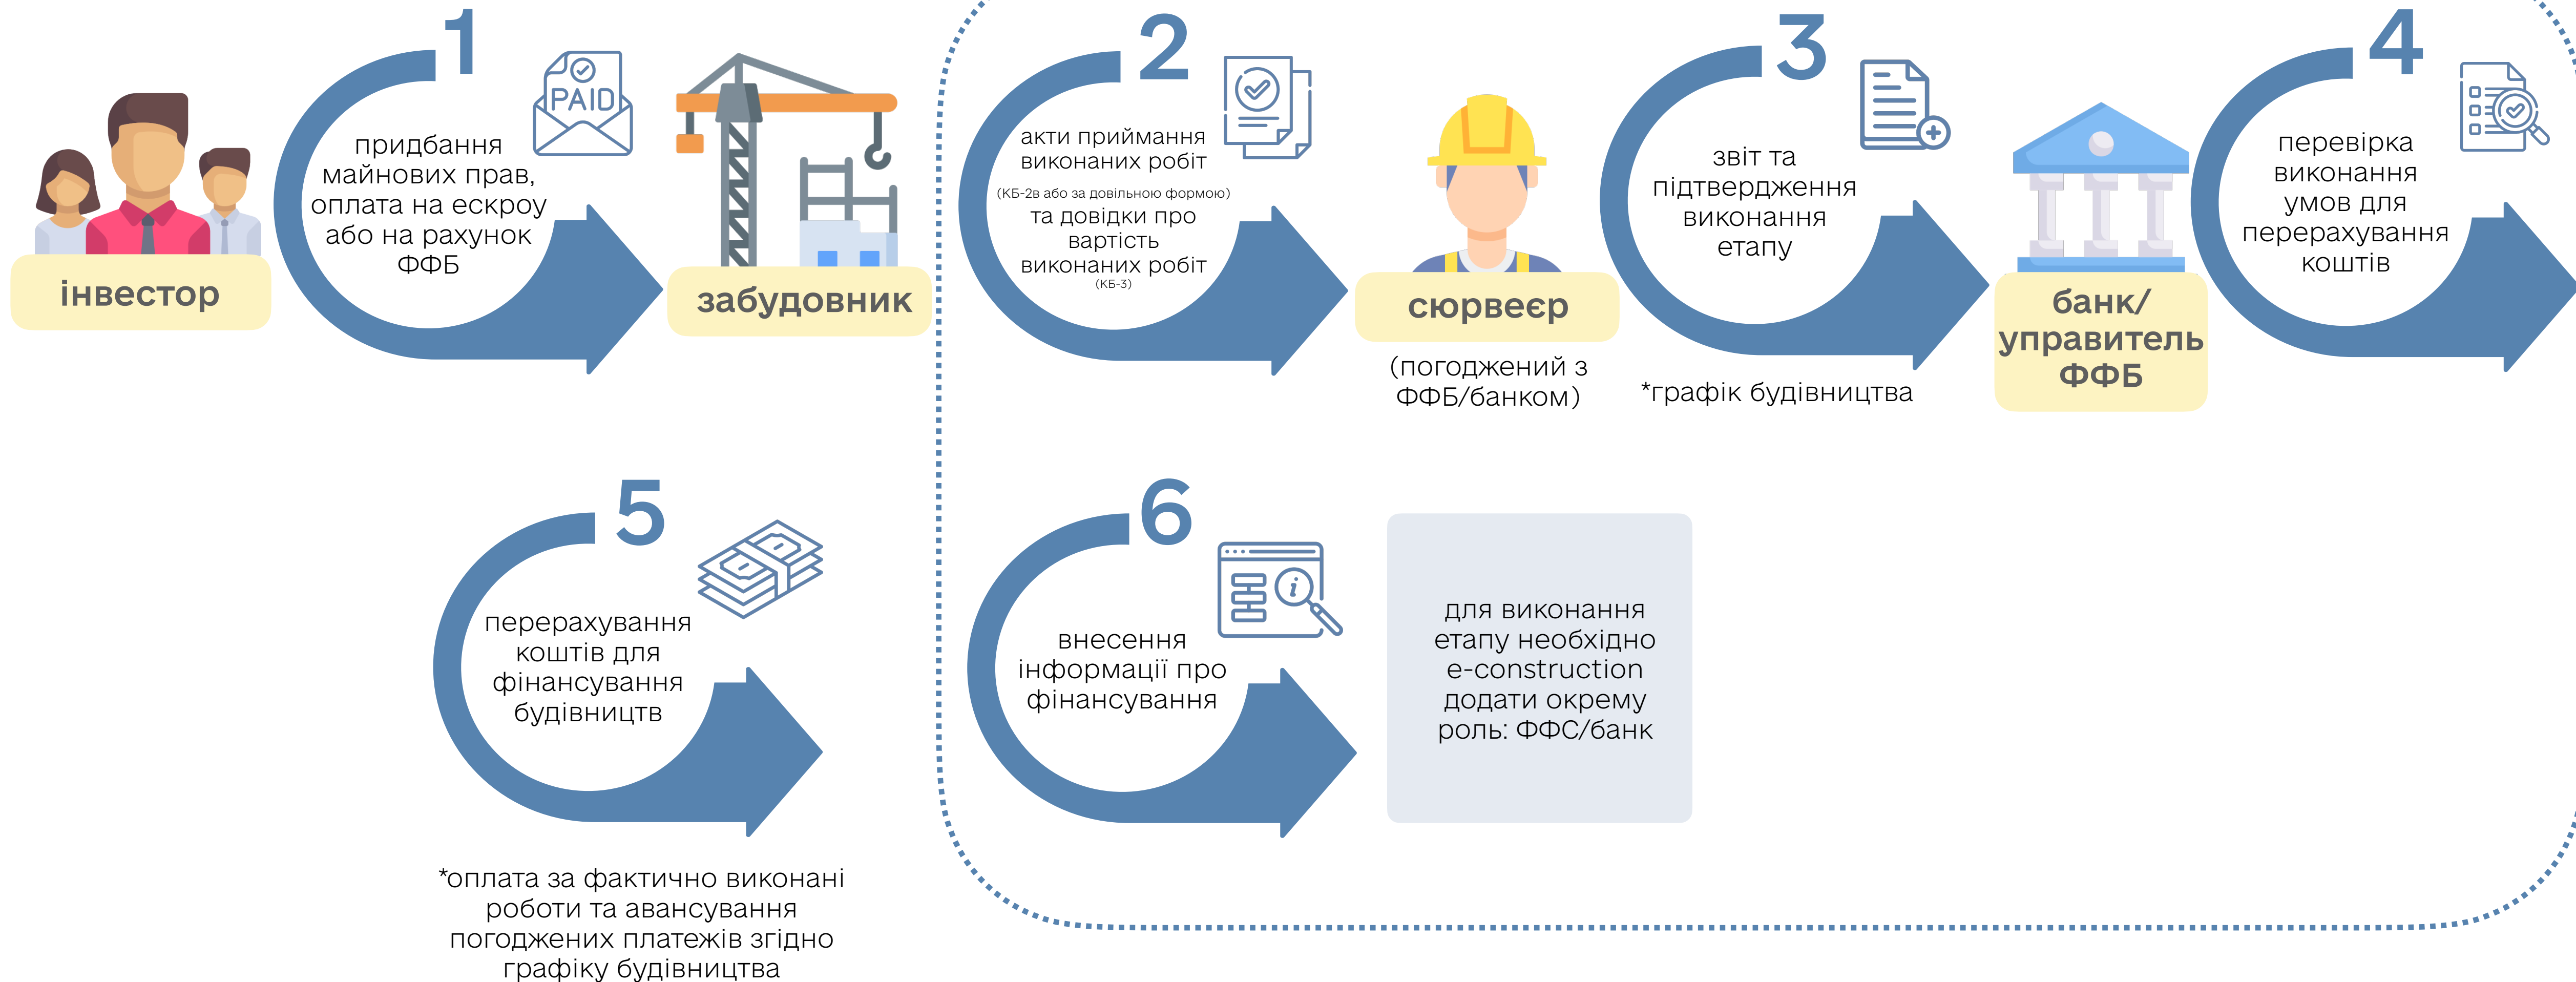 1
PAID
придбання
майнових прав,
оплата на ескроу
або на рахунок
ФФБ
інвестор
забудовник
2
акти приймання
виконаних робіт
(КБ-2в або за довільною формою)
та довідки про
вартість
виконаних робіт
(КБ-3)
сюрвеєр
(погоджений з
ФФБ/банком)
3
звіт та
підтвердження
виконання
етапу
*графік будівництва
банк/
управитель
ФФБ
4
перевірка
виконання
умов для
перерахування
коштів
5
перерахування
коштів для
фінансування
будівництв
*оплата за фактично виконані
роботи та авансування
погоджених платежів згідно
графіку будівництва
6
i
внесення
інформації про
фінансування
для виконання
етапу необхідно
e-construction
додати окрему
роль: ФФС/банк